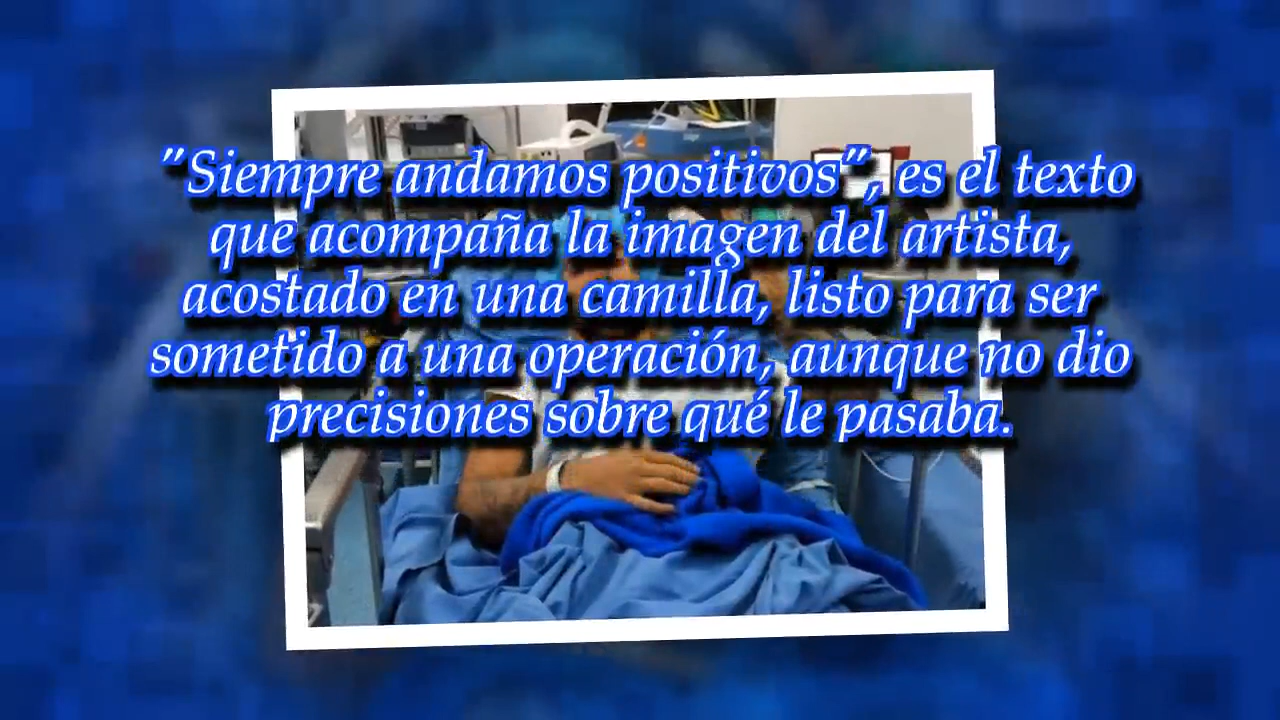 "Siempre andamos positivos", es el texto
que acompaña la imagen del artista,
acostado en una camilla, listo para ser
sometido a una operación, aunque no dio
precisiones sobre qué le pasaba.